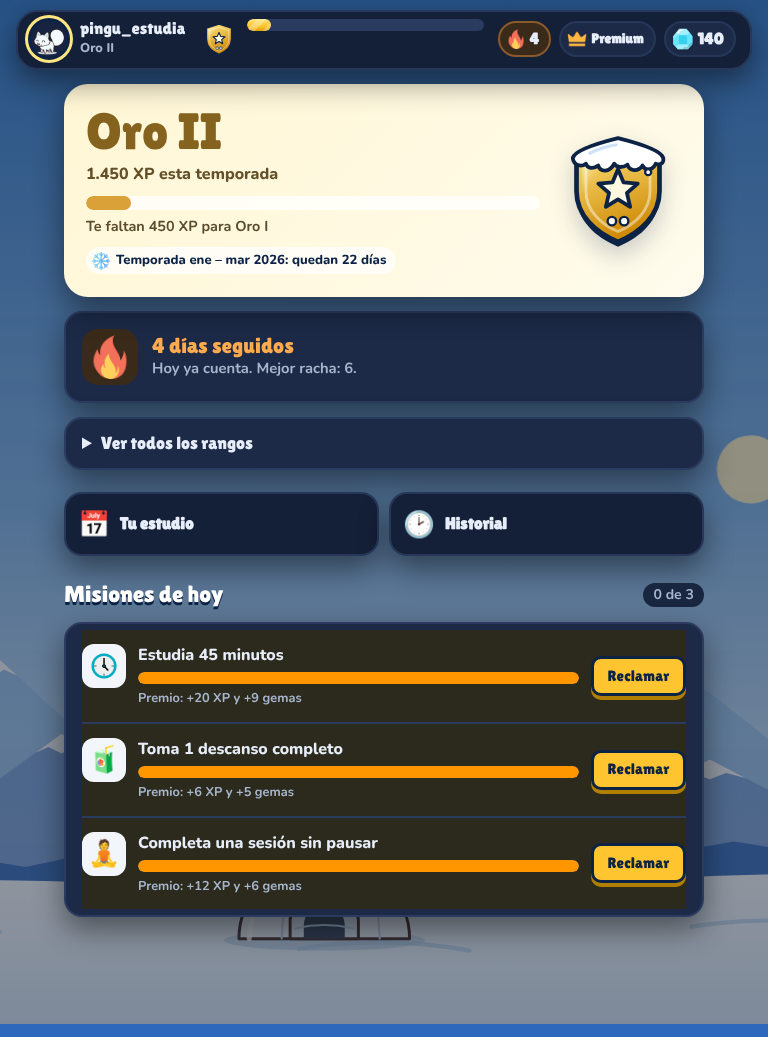 pingu_estudia
Oro II
4
Premium
140
Oro II
1.450 XP esta temporada
Te faltan 450 XP para Oro I
Temporada ene – mar 2026: quedan 22 días
4 días seguidos
Hoy ya cuenta. Mejor racha: 6.
Ver todos los rangos
July
17
Tu estudio
Historial
Misiones de hoy
0 de 3
Estudia 45 minutos
Reclamar
Premio: +20 XP y +9 gemas
Toma 1 descanso completo
Reclamar
Premio: +6 XP y +5 gemas
Completa una sesión sin pausar
Reclamar
Premio: +12 XP y +6 gemas